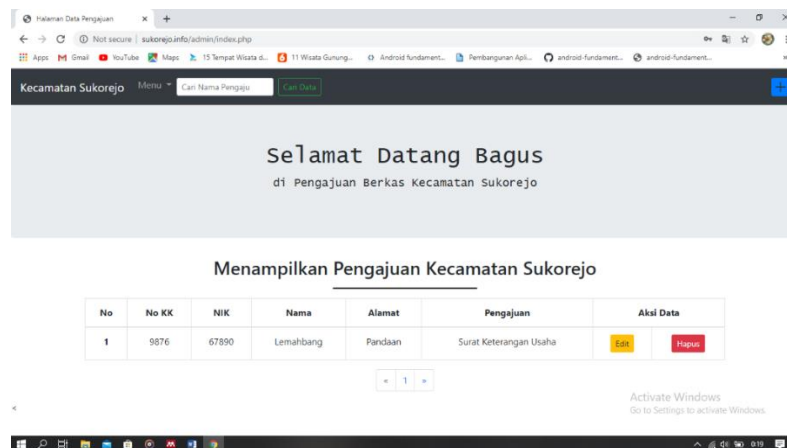 Halaman Data Pengajuan
Not secure | sukorejo.info/admin/index.php
Apps Gmail YouTube Maps 15 Tempat Wisata d... 11 Wisata Gunung... Android fundament... Pembangunan Apli... android-fundament... android-fundament...
Kecamatan Sukorejo Menu Cari Nama Pengaju Cari Data +
Selamat Datang Bagus
di Pengajuan Berkas Kecamatan Sukorejo
Menampilkan Pengajuan Kecamatan Sukorejo
No No KK NIK Nama Alamat Pengajuan Aksi Data
1 9876 67890 Lemahbang Pandaan Surat Keterangan Usaha Edit Hapus
« 1 »
Activate Windows
Go to Settings to activate Windows.
0:19